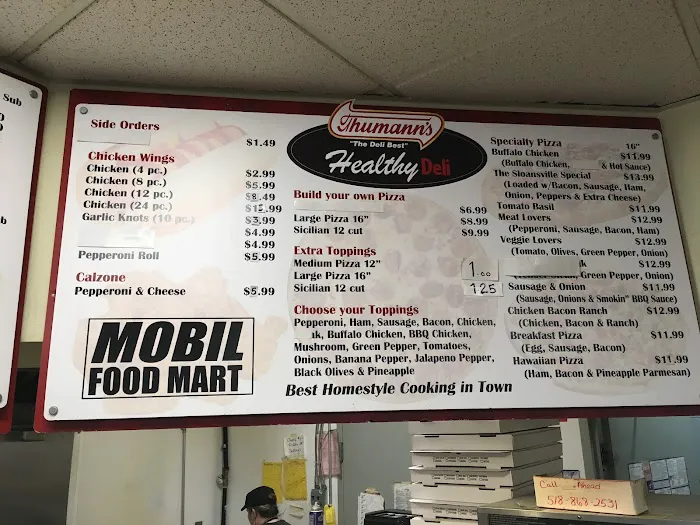 Sub
Side Orders
$1.49
Chicken Wings
Chicken (4 pc.) $2.99
Chicken (8 pc.) $5.99
Chicken (12 pc.) $8.49
Chicken (24 pc.)
Garlic Knots (10 pc.) $3.99
$4.99
$4.99
Pepperoni Roll $5.99
Calzone
Pepperoni & Cheese $5.99
MOBIL
FOOD MART
Thumann's
"The Deli Best"
Healthy Deli
Build your own Pizza
$6.99
Large Pizza 16" $8.99
Sicilian 12 cut $9.99
Extra Toppings
Medium Pizza 12" 1.00
Large Pizza 16"
Sicilian 12 cut 1.25
Choose your Toppings
Pepperoni, Ham, Sausage, Bacon, Chicken,
Buffalo Chicken, BBQ Chicken,
Mushroom, Green Pepper, Tomatoes,
Onions, Banana Pepper, Jalapeno Pepper,
Black Olives & Pineapple
Best Homestyle Cooking in Town
Specialty Pizza 16"
Buffalo Chicken $11.99
(Buffalo Chicken, & Hot Sauce)
The Sloansville Special $13.99
(Loaded w/Bacon, Sausage, Ham,
Onion, Peppers & Extra Cheese)
Tomato Basil $11.99
Meat Lovers $12.99
(Pepperoni, Sausage, Bacon, Ham)
Veggie Lovers $12.99
(Tomato, Olives, Green Pepper, Onion)
$12.99
Green Pepper, Onion)
Sausage & Onion $11.99
(Sausage, Onions & Smokin' BBQ Sauce)
Chicken Bacon Ranch $12.99
(Chicken, Bacon & Ranch)
Breakfast Pizza $11.99
(Egg, Sausage, Bacon)
Hawaiian Pizza $11.99
(Ham, Bacon & Pineapple Parmesan)
Call Ahead
518-868-2531